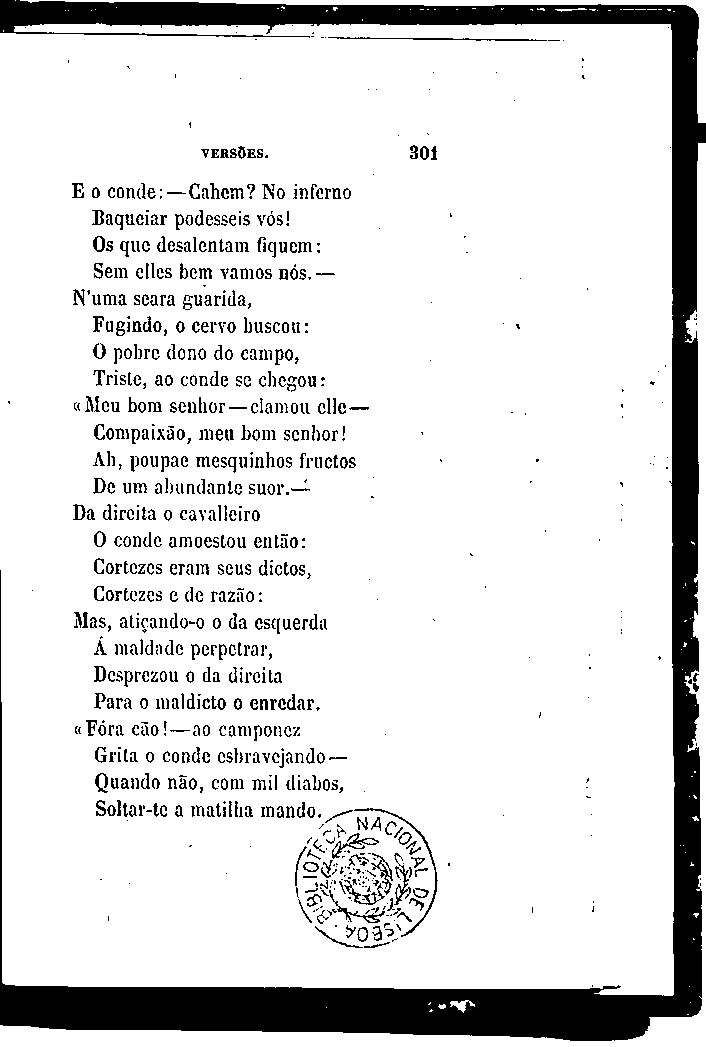 VERSÕES. 301
E o conde:—Cahem? No inferno
Baqueiar podesseis vós!
Os que desalentam fiquem:
Sem elles bem vamos nós.—
N'uma seara guarida,
Fugindo, o cervo buscou:
O pobre dono do campo,
Triste, ao conde se chegou:
«Meu bom senhor—clamou elle—
Compaixão, meu bom senhor!
Ah, poupae mesquinhos fructos
De um abundante suor.—
Da direita o cavalleiro
O conde amoestou então:
Cortezes eram seus dictos,
Cortezes e de razão:
Mas, atiçando-o o da esquerda
Á maldade perpetrar,
Desprezou o da direita
Para o maldicto o enredar.
«Fóra cão!—ao camponez
Grita o conde esbravejando—
Quando não, com mil diabos,
Soltar-te a matilha mando.
BIBLIOTECA NACIONAL DE LISBOA